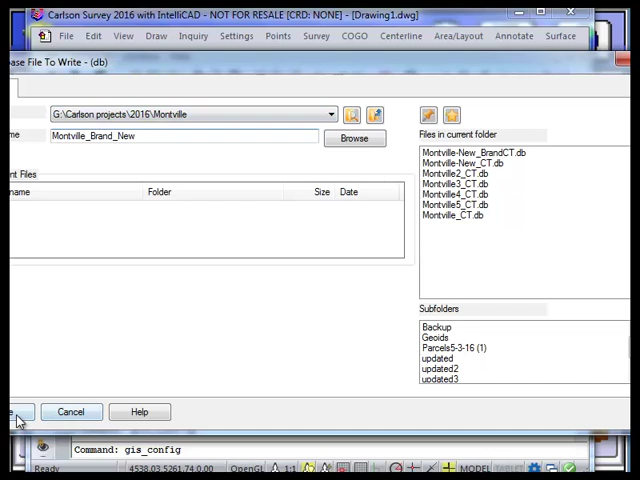 Carlson Survey 2016 with IntelliCAD - NOT FOR RESALE [CRD: NONE] - [Drawing1.dwg]
File Edit View Draw Inquiry Settings Points Survey COGO Centerline Area/Layout Annotate Surface
base File To Write - (db)
G:\Carlson projects\2016\Montville
Files in current folder
me Montville_Brand_New Browse
Montville-New_BrandCT.db
Montville-New_CT.db
Montville2_CT.db
Montville3_CT.db
Montville4_CT.db
Montville5_CT.db
Montville_CT.db
nt Files
name Folder Size Date
Subfolders
Backup
Geoids
Parcels5-3-16 (1)
updated
updated2
updated3
e Cancel Help
Command: gis_config
Ready 4538.03,5261.74,0.00 OpenGL 1:1 MODEL TABLET